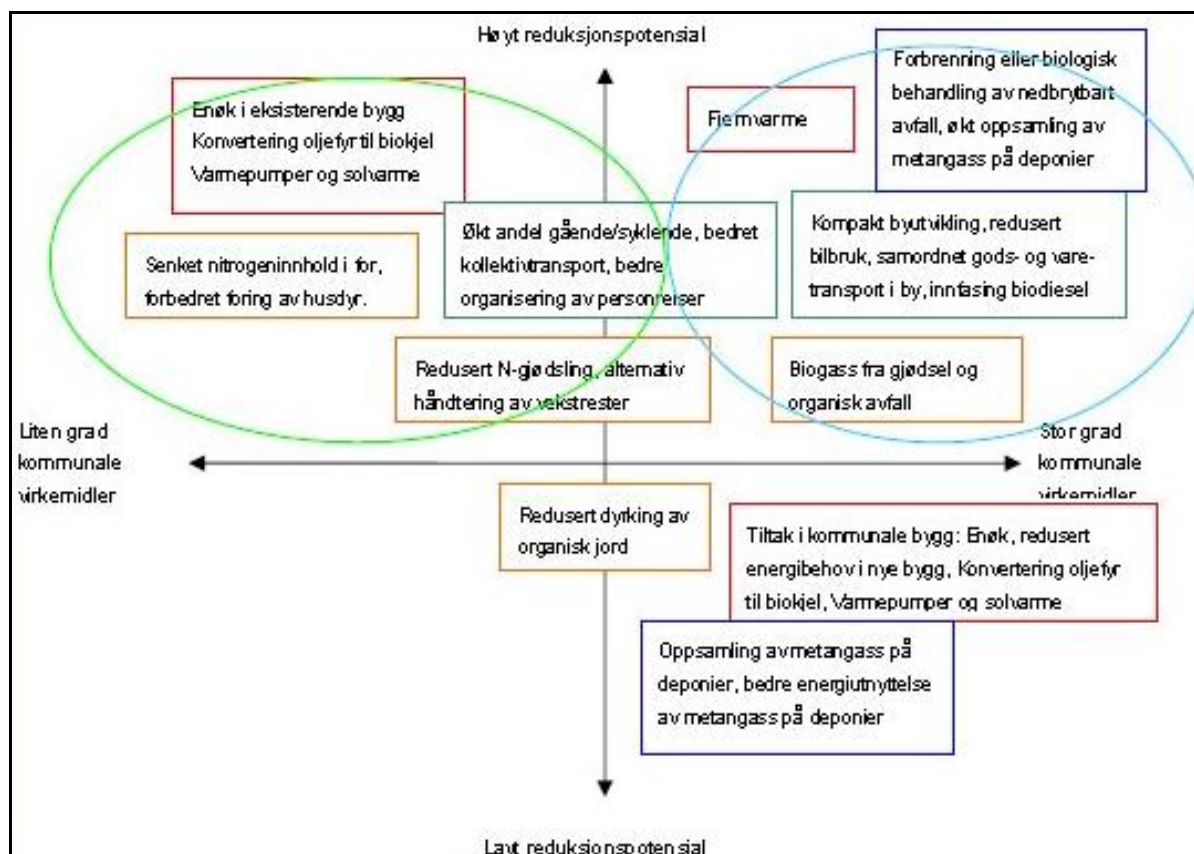 Høyt reduksjonspotensial
Enøk i eksisterende bygg
Konvertering oljefyr til biokjel
Varmepumper og solvarme
Fjernvarme
Forbrenning eller biologisk
behandling av nedbrytbart
avfall, økt oppsamling av
metangass på deponier
Senket nitrogeninnhold i for,
forbedret foring av husdyr.
Økt andel gående/syklende, bedret
kollektivtransport, bedre
organisering av personreiser
Kompakt byutvikling, redusert
bilbruk, samordnet gods- og vare-
transport i by, innfasing biodiesel
Redusert N-gjødsling, alternativ
håndtering av vekstrester
Biogass fra gjødsel og
organisk avfall
Liten grad
kommunale
virkemidler
Stor grad
kommunale
virkemidler
Redusert dyrking av
organisk jord
Tiltak i kommunale bygg: Enøk, redusert
energibehov i nye bygg, Konvertering oljefyr
til biokjel, Varmepumper og solvarme
Oppsamling av metangass på
deponier, bedre energiutnyttelse
av metangass på deponier
Lavt reduksjonspotensial